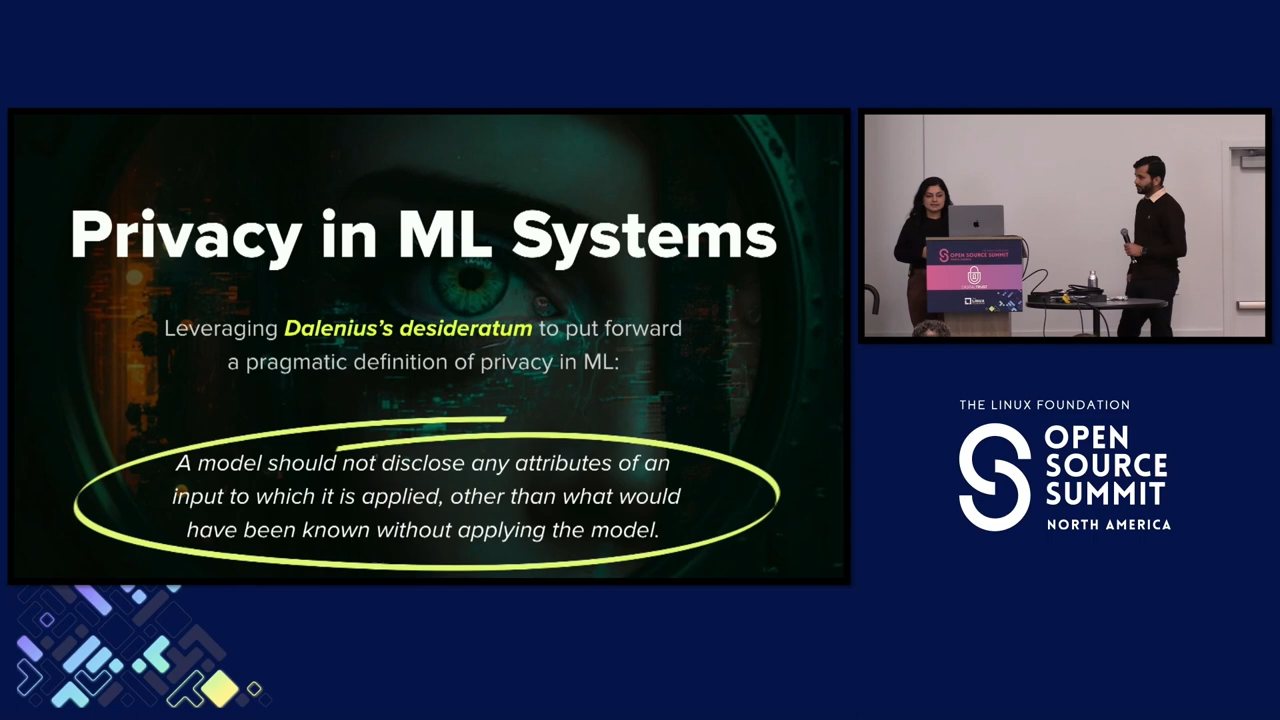 Privacy in ML Systems
Leveraging Dalenius’s desideratum to put forward
a pragmatic definition of privacy in ML:
A model should not disclose any attributes of an
input to which it is applied, other than what would
have been known without applying the model.
OPEN SOURCE SUMMIT
THE LINUX FOUNDATION
OPEN
SOURCE
SUMMIT
NORTH AMERICA